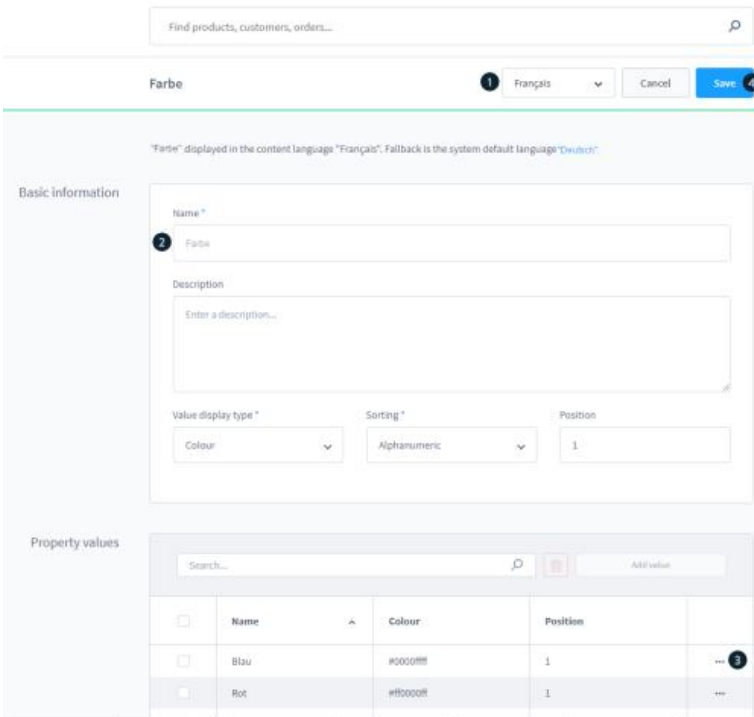 Find products, customers, orders...
Farbe
1 Français Cancel Save 4
"Farbe" displayed in the content language "Français". Fallback is the system default language "Deutsch".
Basic information
Name *
2 Farbe
Description
Enter a description...
Value display type * Sorting * Position
Colour Alphanumeric 1
Property values
Search... Add value
Name Colour Position
Blau #0000ffff 1 ... 3
Rot #ff0000ff 1 ...